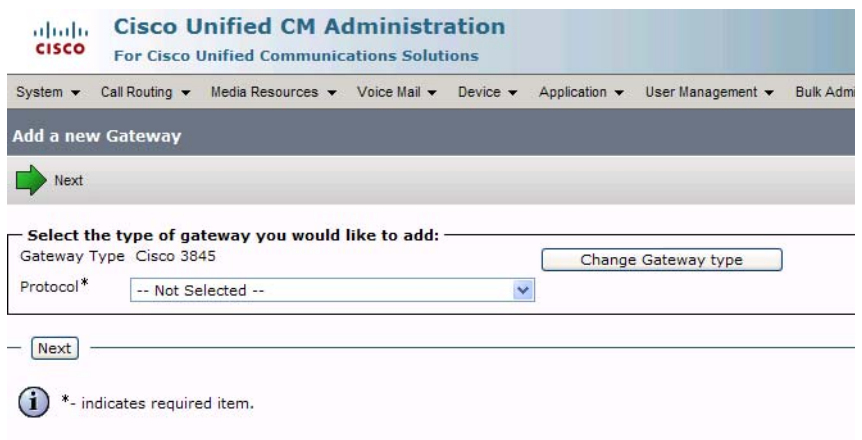 CISCO
Cisco Unified CM Administration
For Cisco Unified Communications Solutions
System Call Routing Media Resources Voice Mail Device Application User Management Bulk Admi
Add a new Gateway
Next
Select the type of gateway you would like to add:
Gateway Type Cisco 3845 Change Gateway type
Protocol* -- Not Selected --
Next
i *- indicates required item.